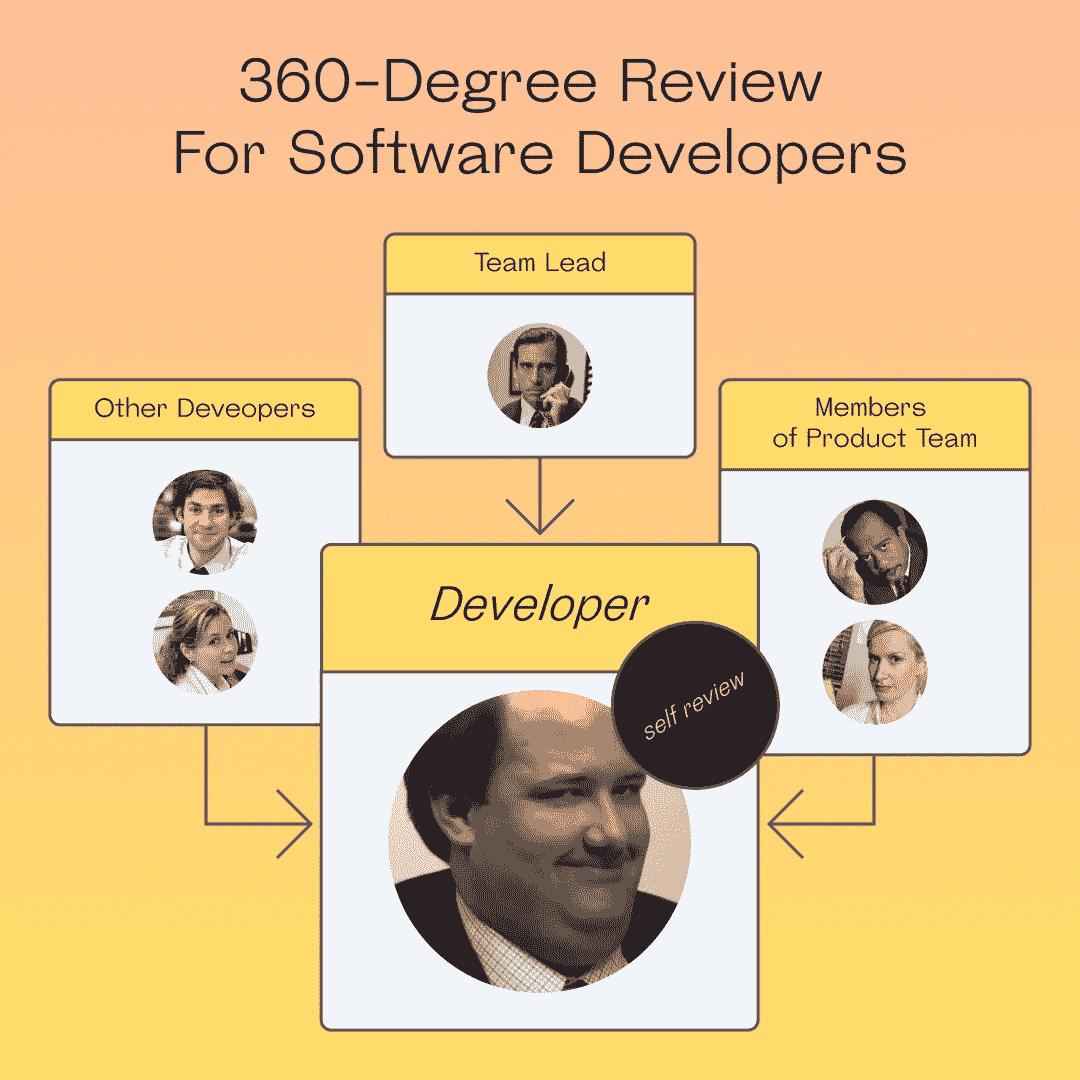 360-Degree Review
For Software Developers
Team Lead
Other Deveopers
Members
of Product Team
Developer
self review